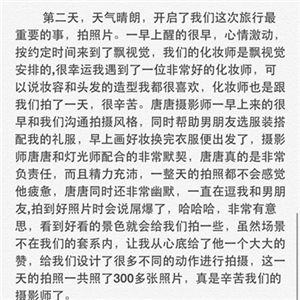 第二天，天气晴朗，开启了我们这次旅行最
重要的事，拍照片。一早上醒的很早，心情激动，
按约定时间来到了飘视觉，我们的化妆师是飘视觉
安排的,很幸运我遇到了一位非常好的化妆师，可
以说妆容和头发的造型我都很喜欢，化妆师也是跟
我们拍了一天，很辛苦。唐唐摄影师一早上来的很
早和我们沟通拍摄风格，同时帮助男朋友选服装搭
配我的礼服，早上画好妆换完衣服便出发了，摄影
师唐唐和灯光师配合的非常默契，唐唐真的是非常
负责任，而且精力充沛，一整天的拍照都不会感觉
他疲惫，唐唐同时还非常幽默，一直在逗我和男朋
友,拍到好照片时会说屌爆了，哈哈哈，非常有意
思，看到好看的景色就会给我们拍一些，虽然场景
不在我们的套系内，让我从心底给了他一个大大的
赞，给我们设计了很多不同的动作进行拍摄，这一
天的拍照一共照了300多张照片，真是辛苦我们的
摄影师了。